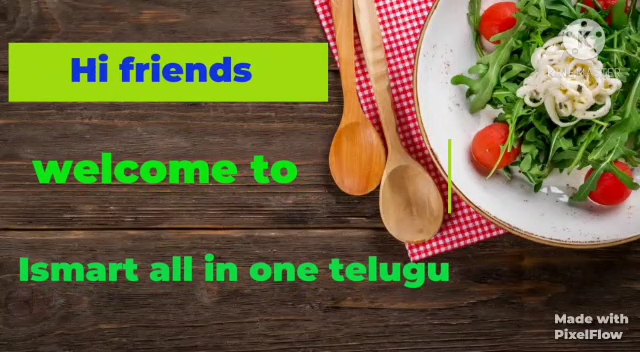 Hi friends
welcome to
Ismart all in one telugu
Made with
PixelFlow